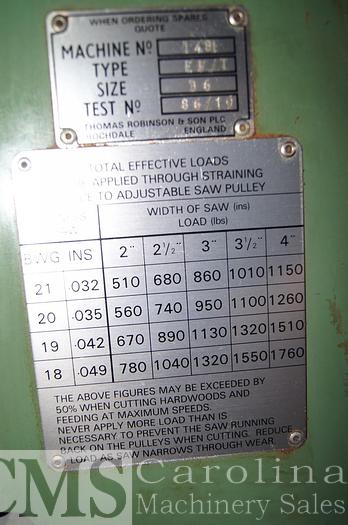 WHEN ORDERING SPARES
QUOTE
MACHINE Nº
TYPE
SIZE 36
TEST Nº 86/10
THOMAS ROBINSON & SON PLC
ROCHDALE ENGLAND
TOTAL EFFECTIVE LOADS
APPLIED THROUGH STRAINING
TO ADJUSTABLE SAW PULLEY
WIDTH OF SAW (ins)
LOAD (lbs)
BWG INS 2" 2½" 3" 3½" 4"
21 .032 510 680 860 1010 1150
20 .035 560 740 950 1100 1260
19 .042 670 890 1130 1320 1510
18 .049 780 1040 1320 1550 1760
THE ABOVE FIGURES MAY BE EXCEEDED BY
50% WHEN CUTTING HARDWOODS AND
FEEDING AT MAXIMUM SPEEDS.
NEVER APPLY MORE LOAD THAN IS
NECESSARY TO PREVENT THE SAW RUNNING
BACK ON THE PULLEYS WHEN CUTTING. REDUCE
LOAD AS SAW NARROWS THROUGH WEAR.
CMS Carolina
Machinery Sales